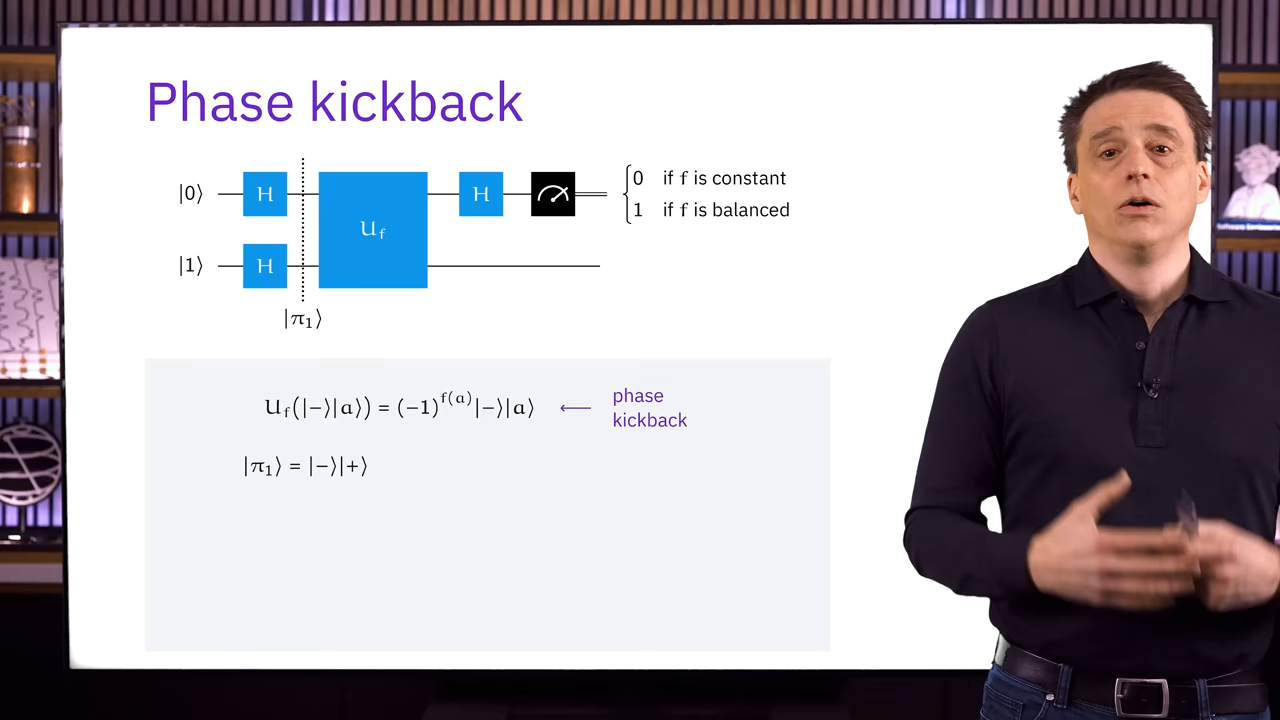 Phase kickback
|0⟩ H H 0 if f is constant
U_f
1 if f is balanced
|1⟩ H
|π₁⟩
U_f(|−⟩|a⟩) = (−1)^{f(a)}|−⟩|a⟩ ← phase
kickback
|π₁⟩ = |−⟩|+⟩